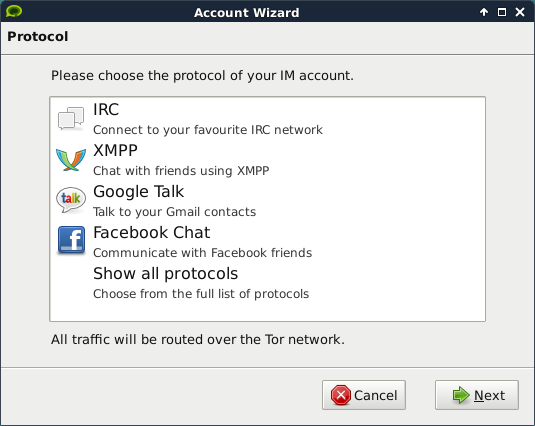 Account Wizard
Protocol
Please choose the protocol of your IM account.
IRC
Connect to your favourite IRC network
XMPP
Chat with friends using XMPP
talk
Google Talk
Talk to your Gmail contacts
f
Facebook Chat
Communicate with Facebook friends
Show all protocols
Choose from the full list of protocols
All traffic will be routed over the Tor network.
Cancel
Next